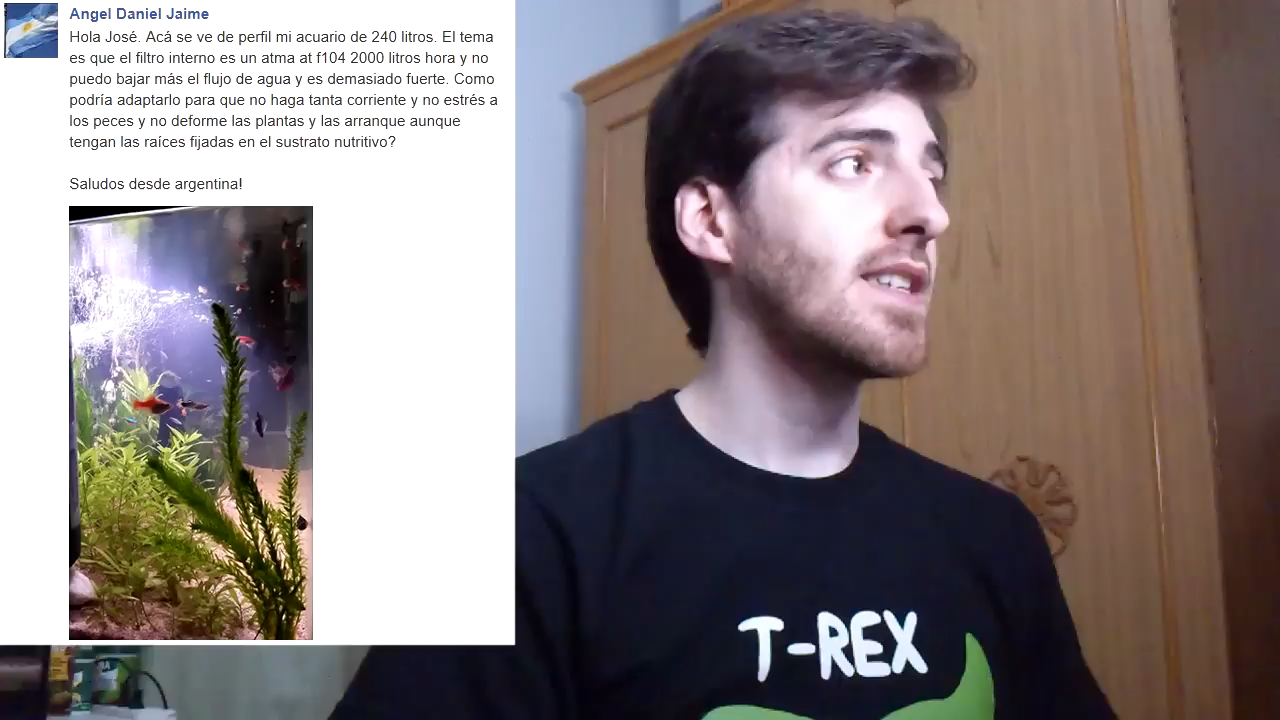 Angel Daniel Jaime
Hola José. Acá se ve de perfil mi acuario de 240 litros. El tema
es que el filtro interno es un atma at f104 2000 litros hora y no
puedo bajar más el flujo de agua y es demasiado fuerte. Como
podría adaptarlo para que no haga tanta corriente y no estrés a
los peces y no deforme las plantas y las arranque aunque
tengan las raíces fijadas en el sustrato nutritivo?
Saludos desde argentina!
T-REX